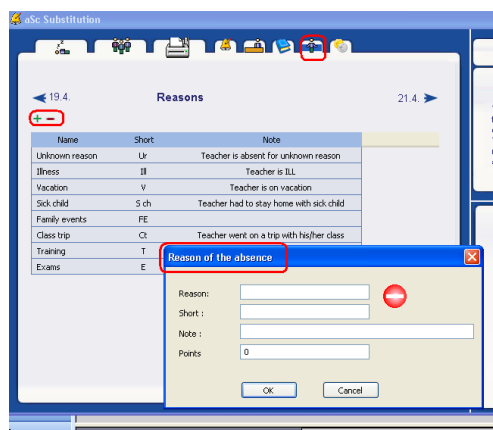 aSc Substitution
19.4. Reasons 21.4.
Name Short Note
Unknown reason Ur Teacher is absent for unknown reason
Illness Ill Teacher is ILL
Vacation V Teacher is on vacation
Sick child S ch Teacher had to stay home with sick child
Family events FE
Class trip Ct Teacher went on a trip with his/her class
Training T
Exams E
Reason of the absence
Reason:
Short :
Note :
Points 0
OK Cancel